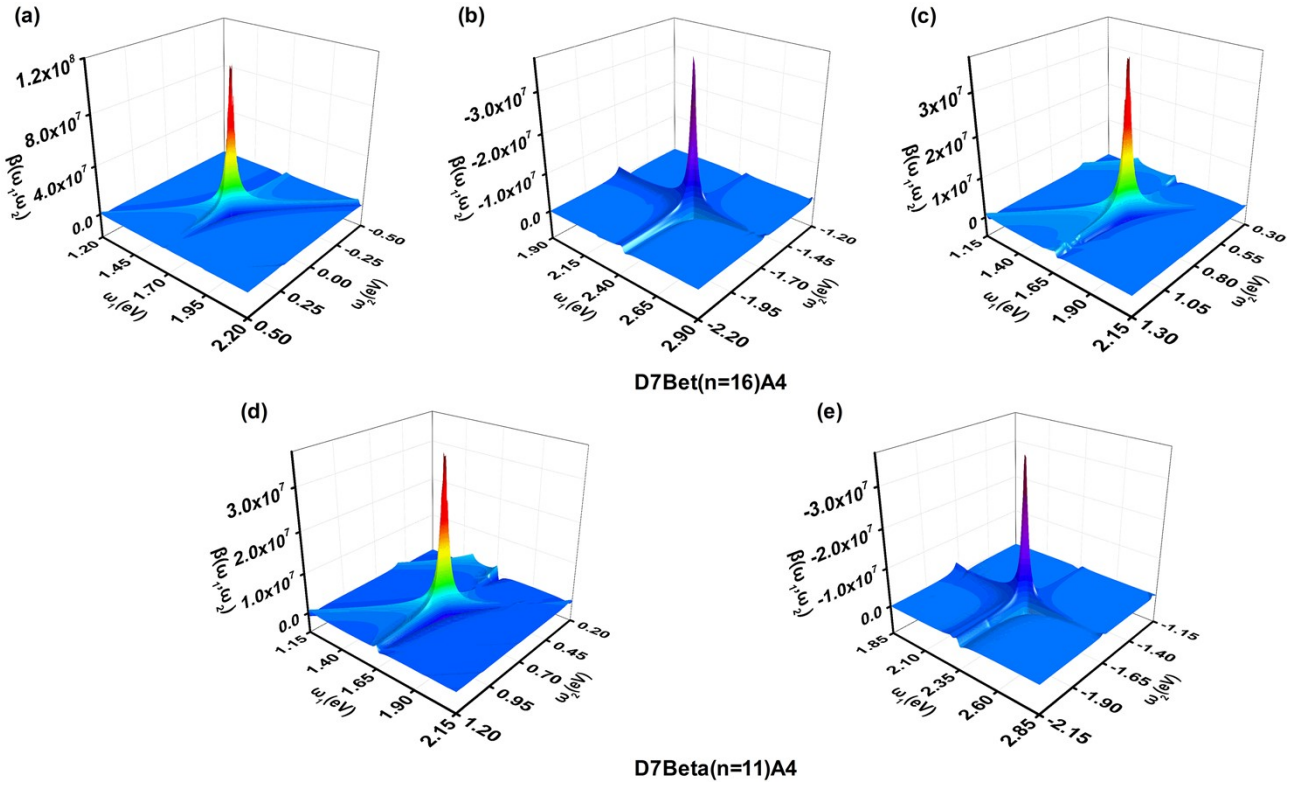 (a)
1.2x10⁸
8.0x10⁷
4.0x10⁷
0.0
β(ω₁,ω₂)
1.20
1.45
1.70
1.95
2.20
ω₁(eV)
-0.50
-0.25
0.00
0.25
0.50
ω₂(eV)
(b)
-3.0x10⁷
-2.0x10⁷
-1.0x10⁷
0.0
β(ω₁,ω₂)
1.90
2.15
2.40
2.65
2.90
ω₁(eV)
-1.20
-1.45
-1.70
-1.95
-2.20
ω₂(eV)
(c)
3x10⁷
2x10⁷
1x10⁷
0
β(ω₁,ω₂)
1.15
1.40
1.65
1.90
2.15
ω₁(eV)
0.30
0.55
0.80
1.05
1.30
ω₂(eV)
D7Bet(n=16)A4
(d)
3.0x10⁷
2.0x10⁷
1.0x10⁷
0.0
β(ω₁,ω₂)
1.15
1.40
1.65
1.90
2.15
ω₁(eV)
0.20
0.45
0.70
0.95
1.20
ω₂(eV)
(e)
-3.0x10⁷
-2.0x10⁷
-1.0x10⁷
0.0
β(ω₁,ω₂)
1.85
2.10
2.35
2.60
2.85
ω₁(eV)
-1.15
-1.40
-1.65
-1.90
-2.15
ω₂(eV)
D7Beta(n=11)A4